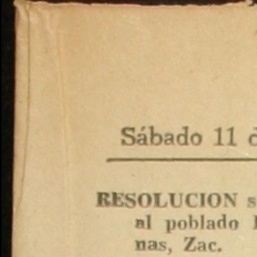 Sábado 11
RESOLUCION
al poblado
nas, Zac.